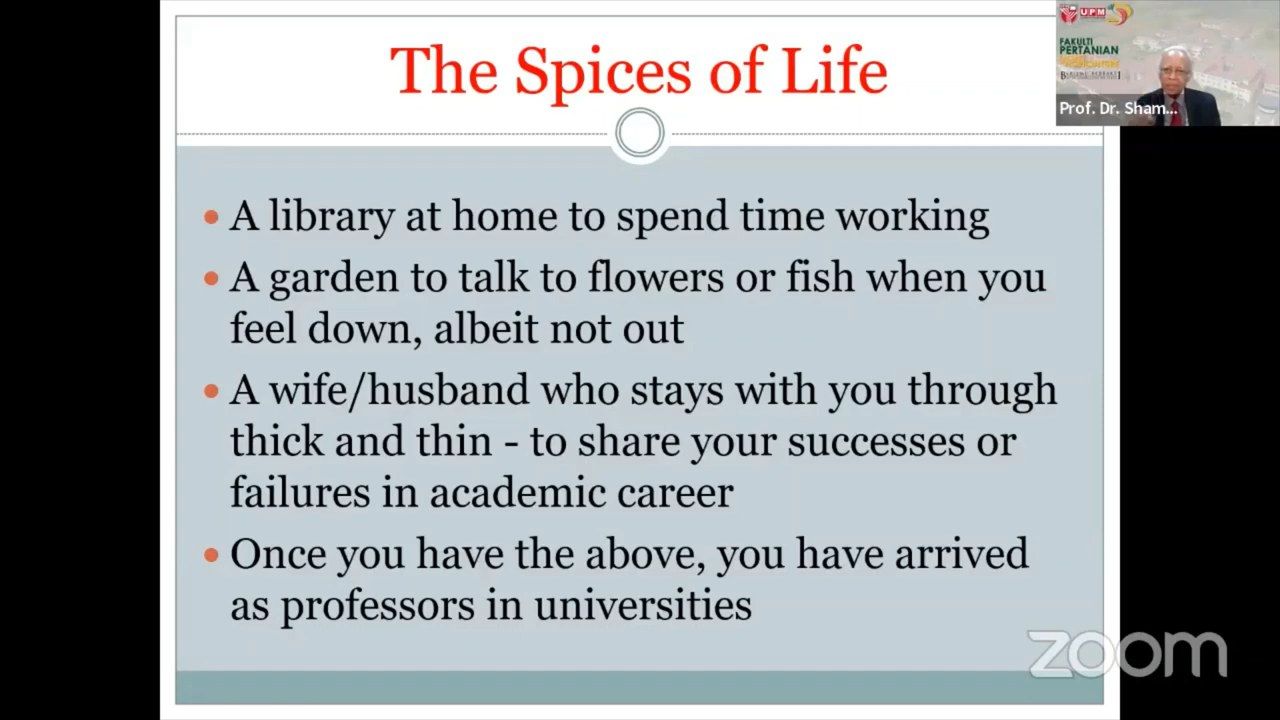 The Spices of Life
• A library at home to spend time working
• A garden to talk to flowers or fish when you
feel down, albeit not out
• A wife/husband who stays with you through
thick and thin - to share your successes or
failures in academic career
• Once you have the above, you have arrived
as professors in universities
UPM
FAKULTI
PERTANIAN
Prof. Dr. Sham...
zoom